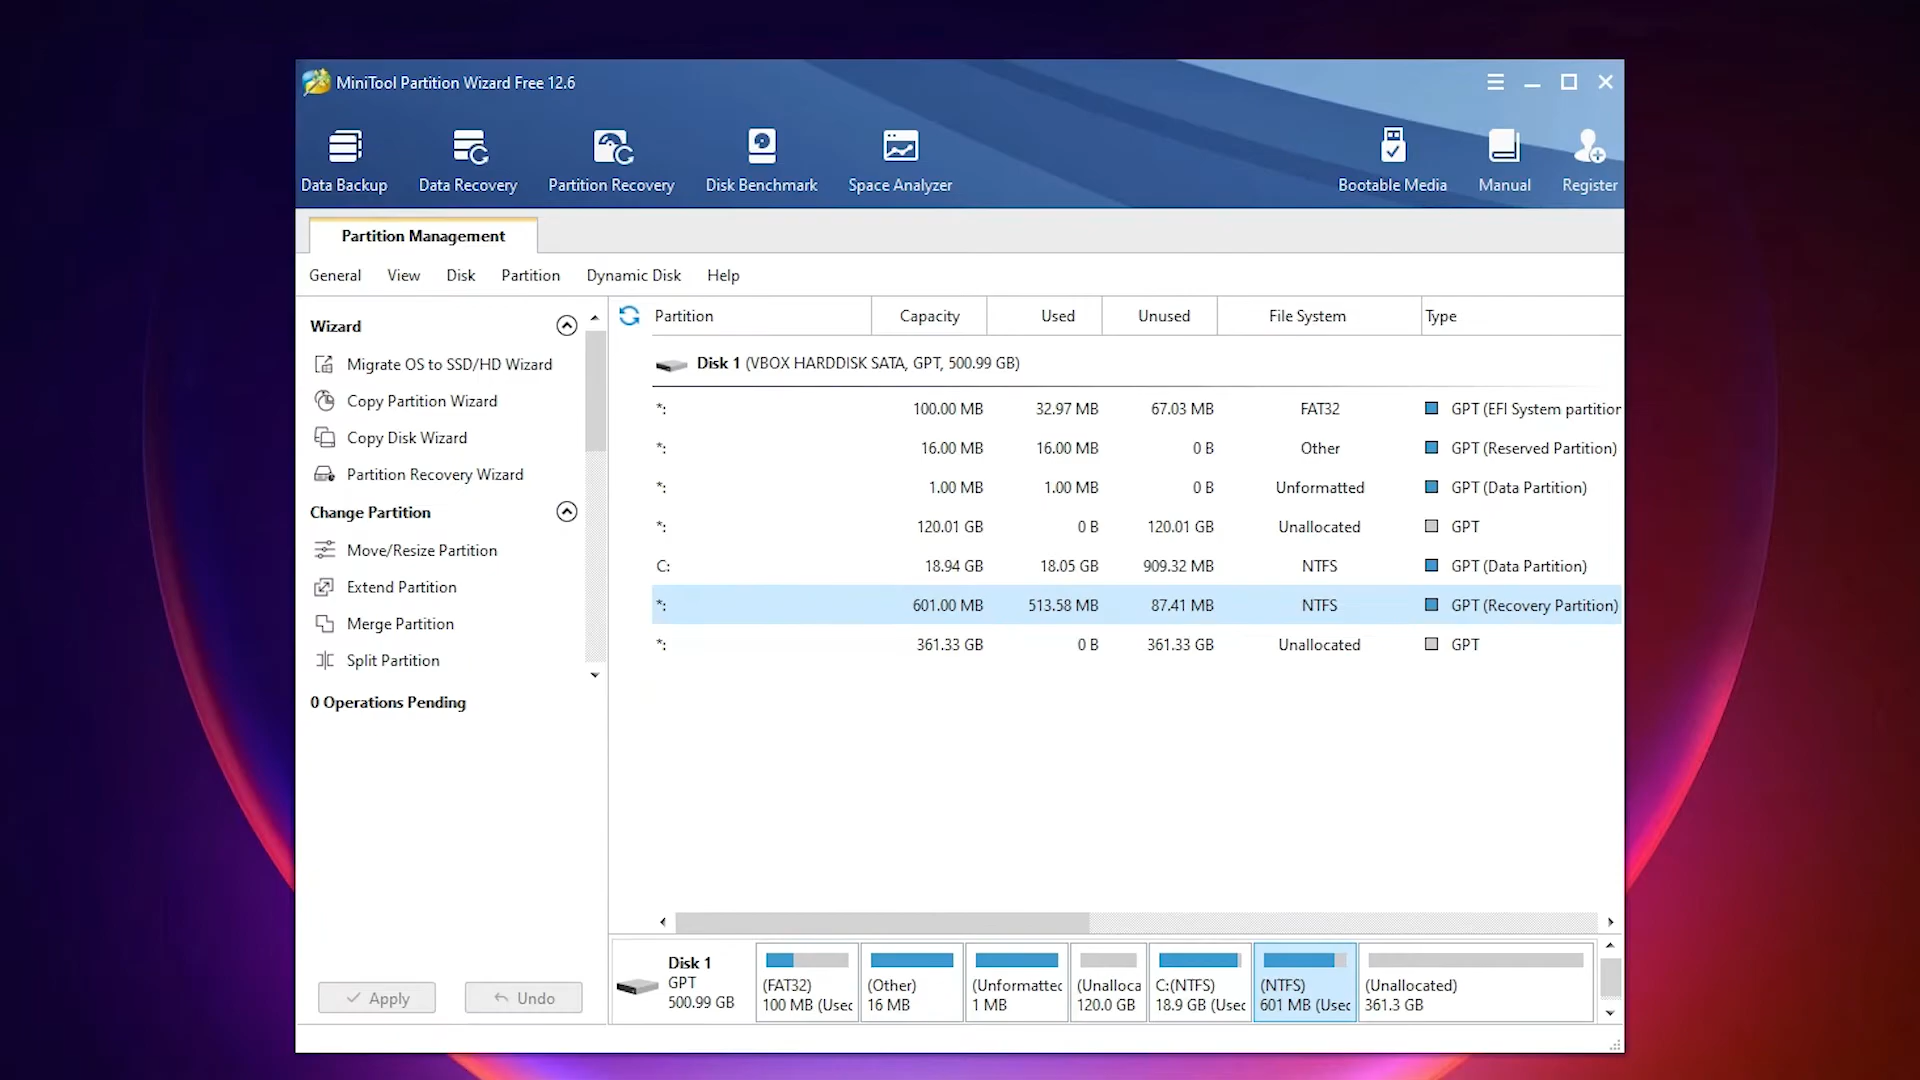 MiniTool Partition Wizard Free 12.6
Data Backup
Data Recovery
Partition Recovery
Disk Benchmark
Space Analyzer
Bootable Media
Manual
Register
Partition Management
General
View
Disk
Partition
Dynamic Disk
Help
Wizard
Migrate OS to SSD/HD Wizard
Copy Partition Wizard
Copy Disk Wizard
Partition Recovery Wizard
Change Partition
Move/Resize Partition
Extend Partition
Merge Partition
Split Partition
0 Operations Pending
Apply
Undo
Partition Capacity Used Unused File System Type
Disk 1 (VBOX HARDDISK SATA, GPT, 500.99 GB)
*: 100.00 MB 32.97 MB 67.03 MB FAT32 GPT (EFI System partition
*: 16.00 MB 16.00 MB 0 B Other GPT (Reserved Partition)
*: 1.00 MB 1.00 MB 0 B Unformatted GPT (Data Partition)
*: 120.01 GB 0 B 120.01 GB Unallocated GPT
C: 18.94 GB 18.05 GB 909.32 MB NTFS GPT (Data Partition)
*: 601.00 MB 513.58 MB 87.41 MB NTFS GPT (Recovery Partition)
*: 361.33 GB 0 B 361.33 GB Unallocated GPT
Disk 1
GPT
500.99 GB
(FAT32)
100 MB (Used
(Other)
16 MB
(Unformatted
1 MB
(Unalloca
120.0 GB
C:(NTFS)
18.9 GB (Used
(NTFS)
601 MB (Used
(Unallocated)
361.3 GB